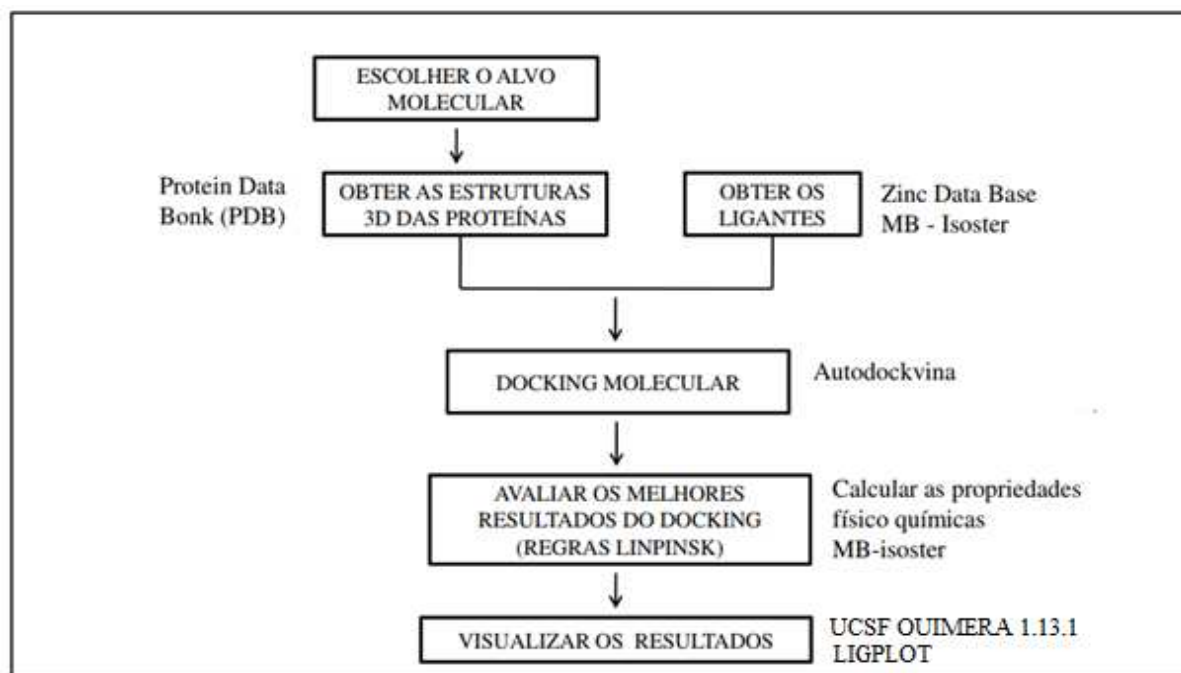 ESCOLHER O ALVO
MOLECULAR
Protein Data
Bonk (PDB)
OBTER AS ESTRUTURAS
3D DAS PROTEÍNAS
OBTER OS
LIGANTES
Zinc Data Base
MB - Isoster
DOCKING MOLECULAR
Autodockvina
AVALIAR OS MELHORES
RESULTADOS DO DOCKING
(REGRAS LINPINSK)
Calcular as propriedades
físico químicas
MB-isoster
VISUALIZAR OS RESULTADOS
UCSF OUIMERA 1.13.1
LIGPLOT